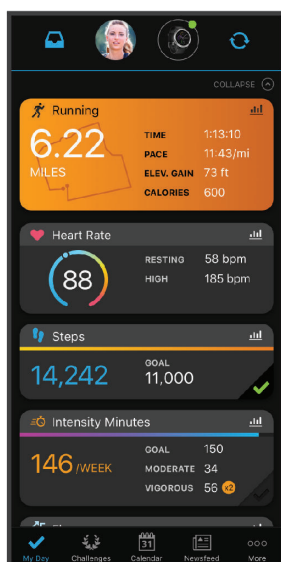 COLLAPSE
Running
6.22
MILES
TIME 1:13:10
PACE 11:43/mi
ELEV. GAIN 73 ft
CALORIES 600
Heart Rate
88
RESTING 58 bpm
HIGH 185 bpm
Steps
14,242
GOAL
11,000
Intensity Minutes
146 /WEEK
GOAL 150
MODERATE 34
VIGOROUS 56 x2
31
My Day Challenges Calendar Newsfeed More